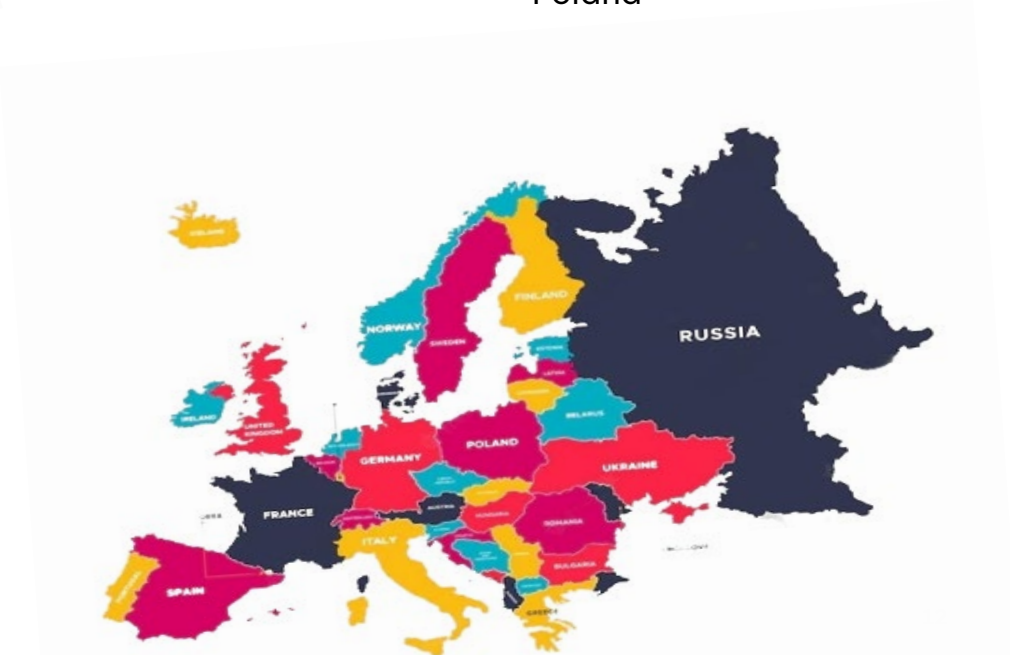 Poland
ICELAND
FINLAND
NORWAY
RUSSIA
SWEDEN
ESTONIA
LATVIA
IRELAND
UNITED
KINGDOM
BELARUS
POLAND
GERMANY
UKRAINE
AUSTRIA
FRANCE
HUNGARY
ROMANIA
ITALY
BULGARIA
PORTUGAL
SPAIN
GREECE